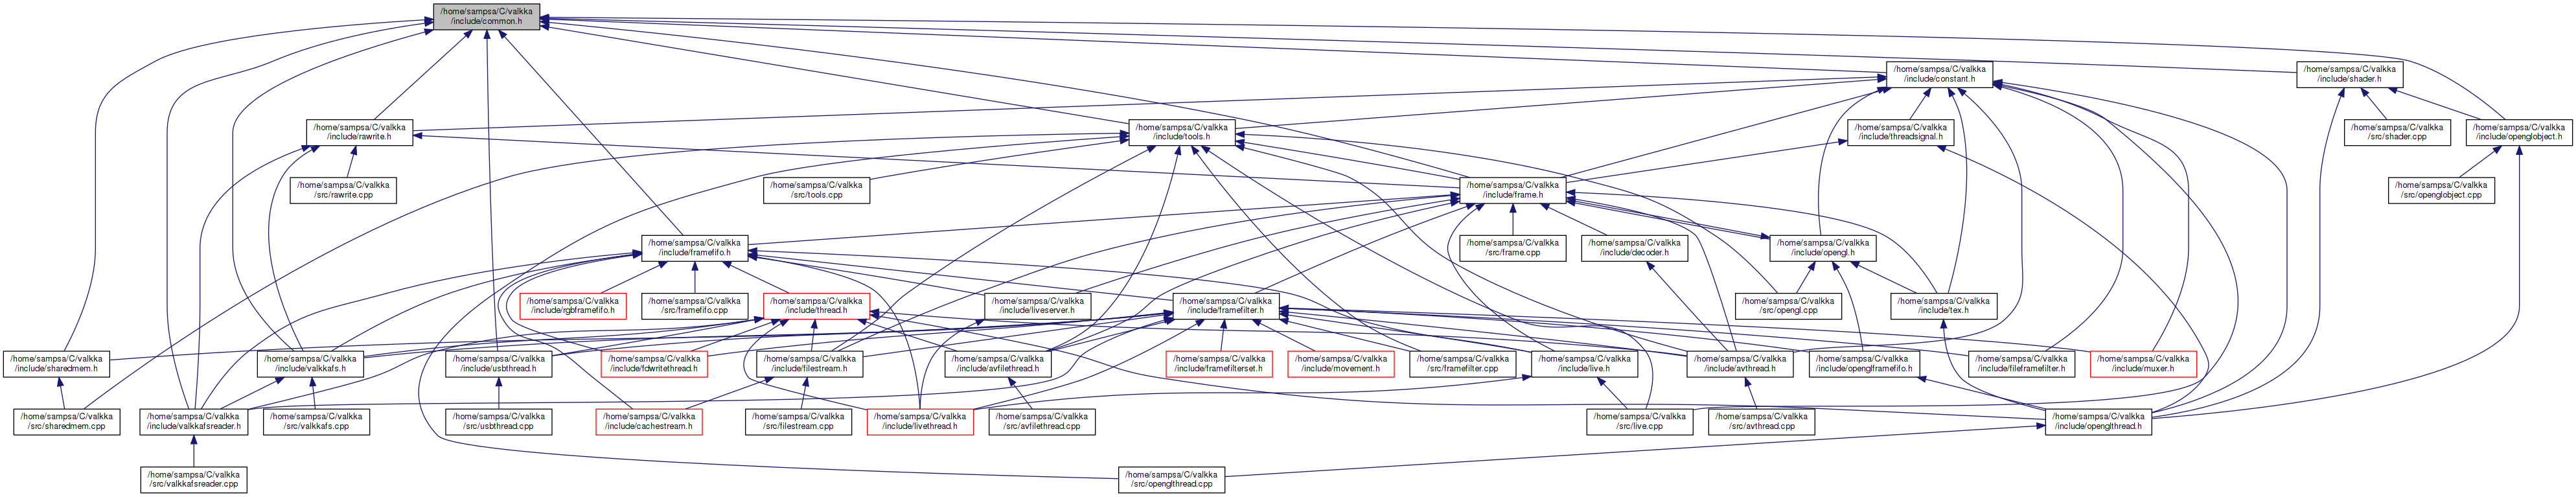 /home/sampsa/C/valkka
/include/common.h
/home/sampsa/C/valkka
/include/constant.h
/home/sampsa/C/valkka
/include/shader.h
/home/sampsa/C/valkka
/include/rawrite.h
/home/sampsa/C/valkka
/include/tools.h
/home/sampsa/C/valkka
/include/threadsignal.h
/home/sampsa/C/valkka
/src/shader.cpp
/home/sampsa/C/valkka
/include/openglobject.h
/home/sampsa/C/valkka
/src/rawrite.cpp
/home/sampsa/C/valkka
/src/tools.cpp
/home/sampsa/C/valkka
/include/frame.h
/home/sampsa/C/valkka
/src/openglobject.cpp
/home/sampsa/C/valkka
/include/framefifo.h
/home/sampsa/C/valkka
/src/frame.cpp
/home/sampsa/C/valkka
/include/decoder.h
/home/sampsa/C/valkka
/include/opengl.h
/home/sampsa/C/valkka
/include/rgbframefifo.h
/home/sampsa/C/valkka
/src/framefifo.cpp
/home/sampsa/C/valkka
/include/thread.h
/home/sampsa/C/valkka
/include/liveserver.h
/home/sampsa/C/valkka
/include/framefilter.h
/home/sampsa/C/valkka
/src/opengl.cpp
/home/sampsa/C/valkka
/include/tex.h
/home/sampsa/C/valkka
/include/sharedmem.h
/home/sampsa/C/valkka
/include/valkkafs.h
/home/sampsa/C/valkka
/include/usbthread.h
/home/sampsa/C/valkka
/include/fdwritethread.h
/home/sampsa/C/valkka
/include/filestream.h
/home/sampsa/C/valkka
/include/avfilethread.h
/home/sampsa/C/valkka
/include/framefilterset.h
/home/sampsa/C/valkka
/include/movement.h
/home/sampsa/C/valkka
/src/framefilter.cpp
/home/sampsa/C/valkka
/include/live.h
/home/sampsa/C/valkka
/include/avthread.h
/home/sampsa/C/valkka
/include/openglframefifo.h
/home/sampsa/C/valkka
/include/fileframefilter.h
/home/sampsa/C/valkka
/include/muxer.h
/home/sampsa/C/valkka
/src/sharedmem.cpp
/home/sampsa/C/valkka
/include/valkkafsreader.h
/home/sampsa/C/valkka
/src/valkkafs.cpp
/home/sampsa/C/valkka
/src/usbthread.cpp
/home/sampsa/C/valkka
/include/cachestream.h
/home/sampsa/C/valkka
/src/filestream.cpp
/home/sampsa/C/valkka
/include/livethread.h
/home/sampsa/C/valkka
/src/avfilethread.cpp
/home/sampsa/C/valkka
/src/live.cpp
/home/sampsa/C/valkka
/src/avthread.cpp
/home/sampsa/C/valkka
/include/openglthread.h
/home/sampsa/C/valkka
/src/valkkafsreader.cpp
/home/sampsa/C/valkka
/src/openglthread.cpp